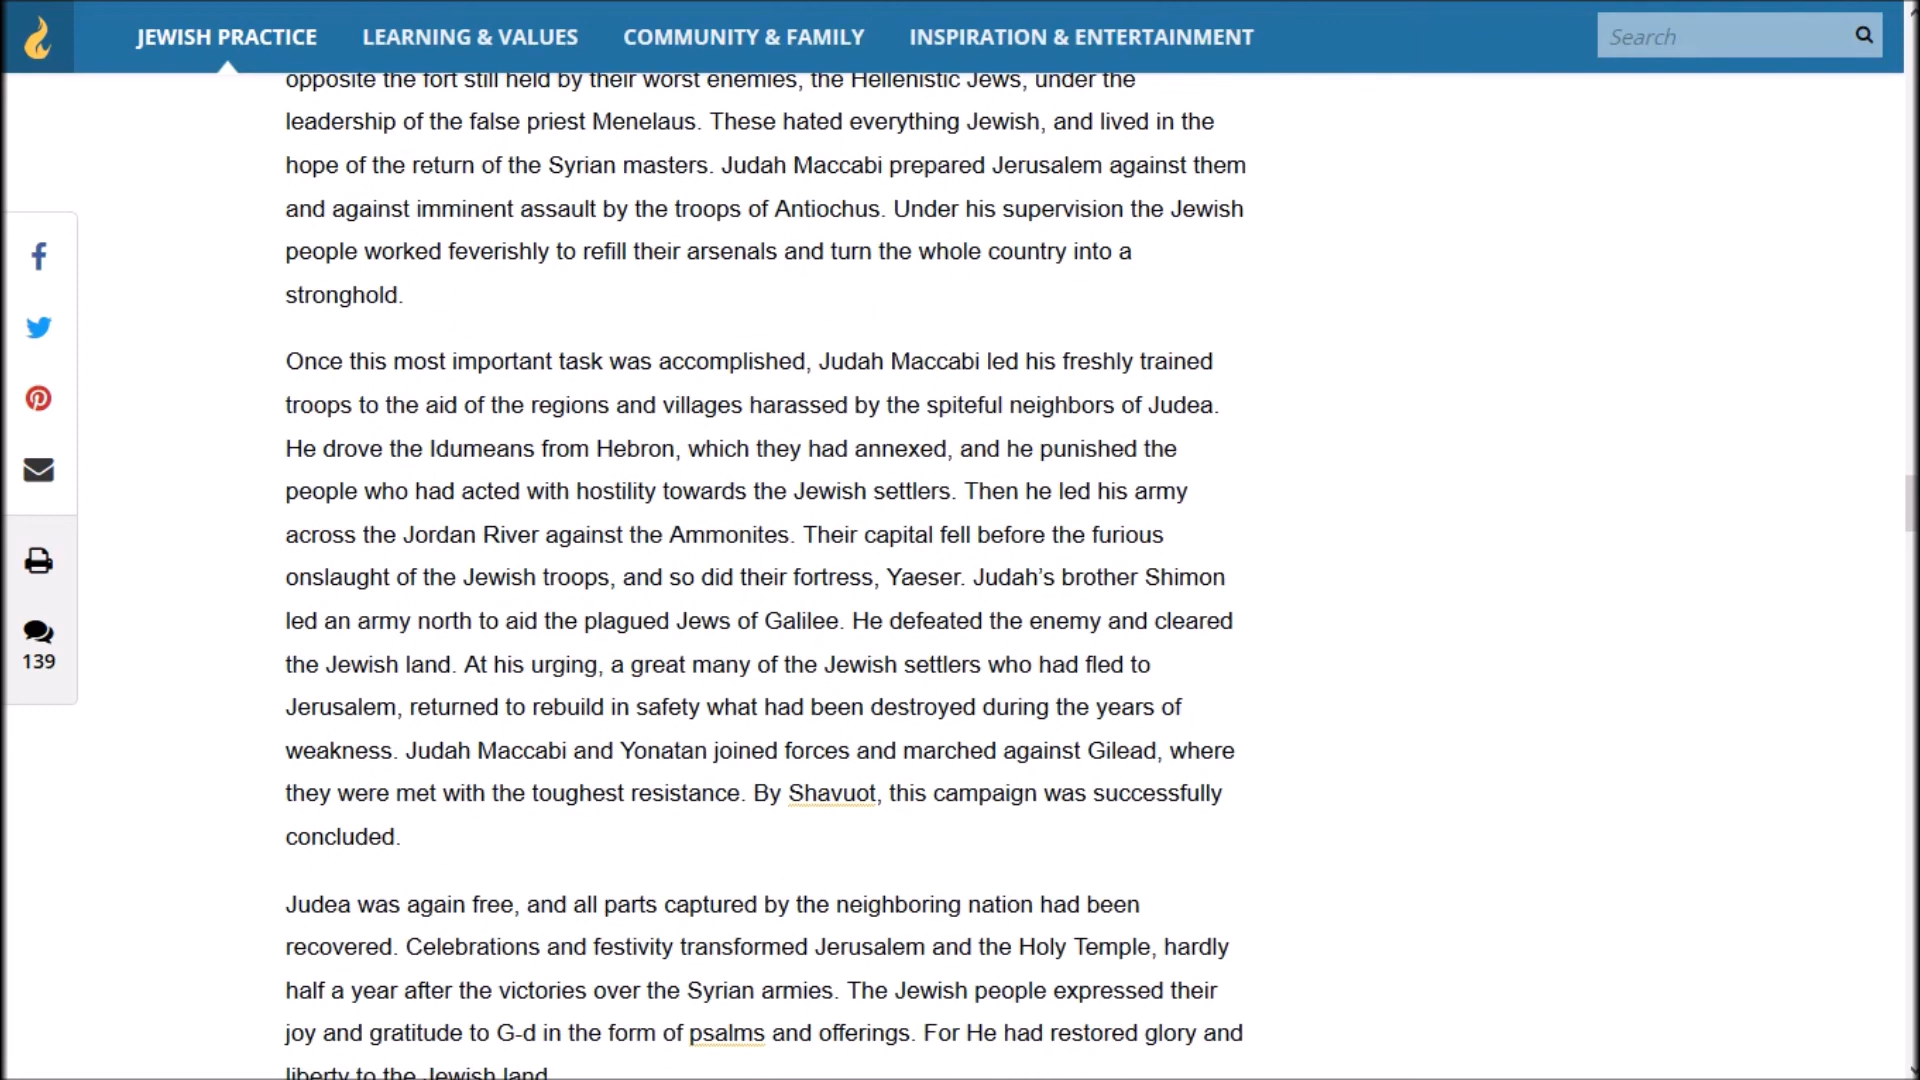 JEWISH PRACTICE LEARNING & VALUES COMMUNITY & FAMILY INSPIRATION & ENTERTAINMENT Search
opposite the fort still held by their worst enemies, the Hellenistic Jews, under the
leadership of the false priest Menelaus. These hated everything Jewish, and lived in the
hope of the return of the Syrian masters. Judah Maccabi prepared Jerusalem against them
and against imminent assault by the troops of Antiochus. Under his supervision the Jewish
people worked feverishly to refill their arsenals and turn the whole country into a
stronghold.
Once this most important task was accomplished, Judah Maccabi led his freshly trained
troops to the aid of the regions and villages harassed by the spiteful neighbors of Judea.
He drove the Idumeans from Hebron, which they had annexed, and he punished the
people who had acted with hostility towards the Jewish settlers. Then he led his army
across the Jordan River against the Ammonites. Their capital fell before the furious
onslaught of the Jewish troops, and so did their fortress, Yaeser. Judah's brother Shimon
led an army north to aid the plagued Jews of Galilee. He defeated the enemy and cleared
the Jewish land. At his urging, a great many of the Jewish settlers who had fled to
Jerusalem, returned to rebuild in safety what had been destroyed during the years of
weakness. Judah Maccabi and Yonatan joined forces and marched against Gilead, where
they were met with the toughest resistance. By Shavuot, this campaign was successfully
concluded.
Judea was again free, and all parts captured by the neighboring nation had been
recovered. Celebrations and festivity transformed Jerusalem and the Holy Temple, hardly
half a year after the victories over the Syrian armies. The Jewish people expressed their
joy and gratitude to G-d in the form of psalms and offerings. For He had restored glory and
liberty to the Jewish land.
139